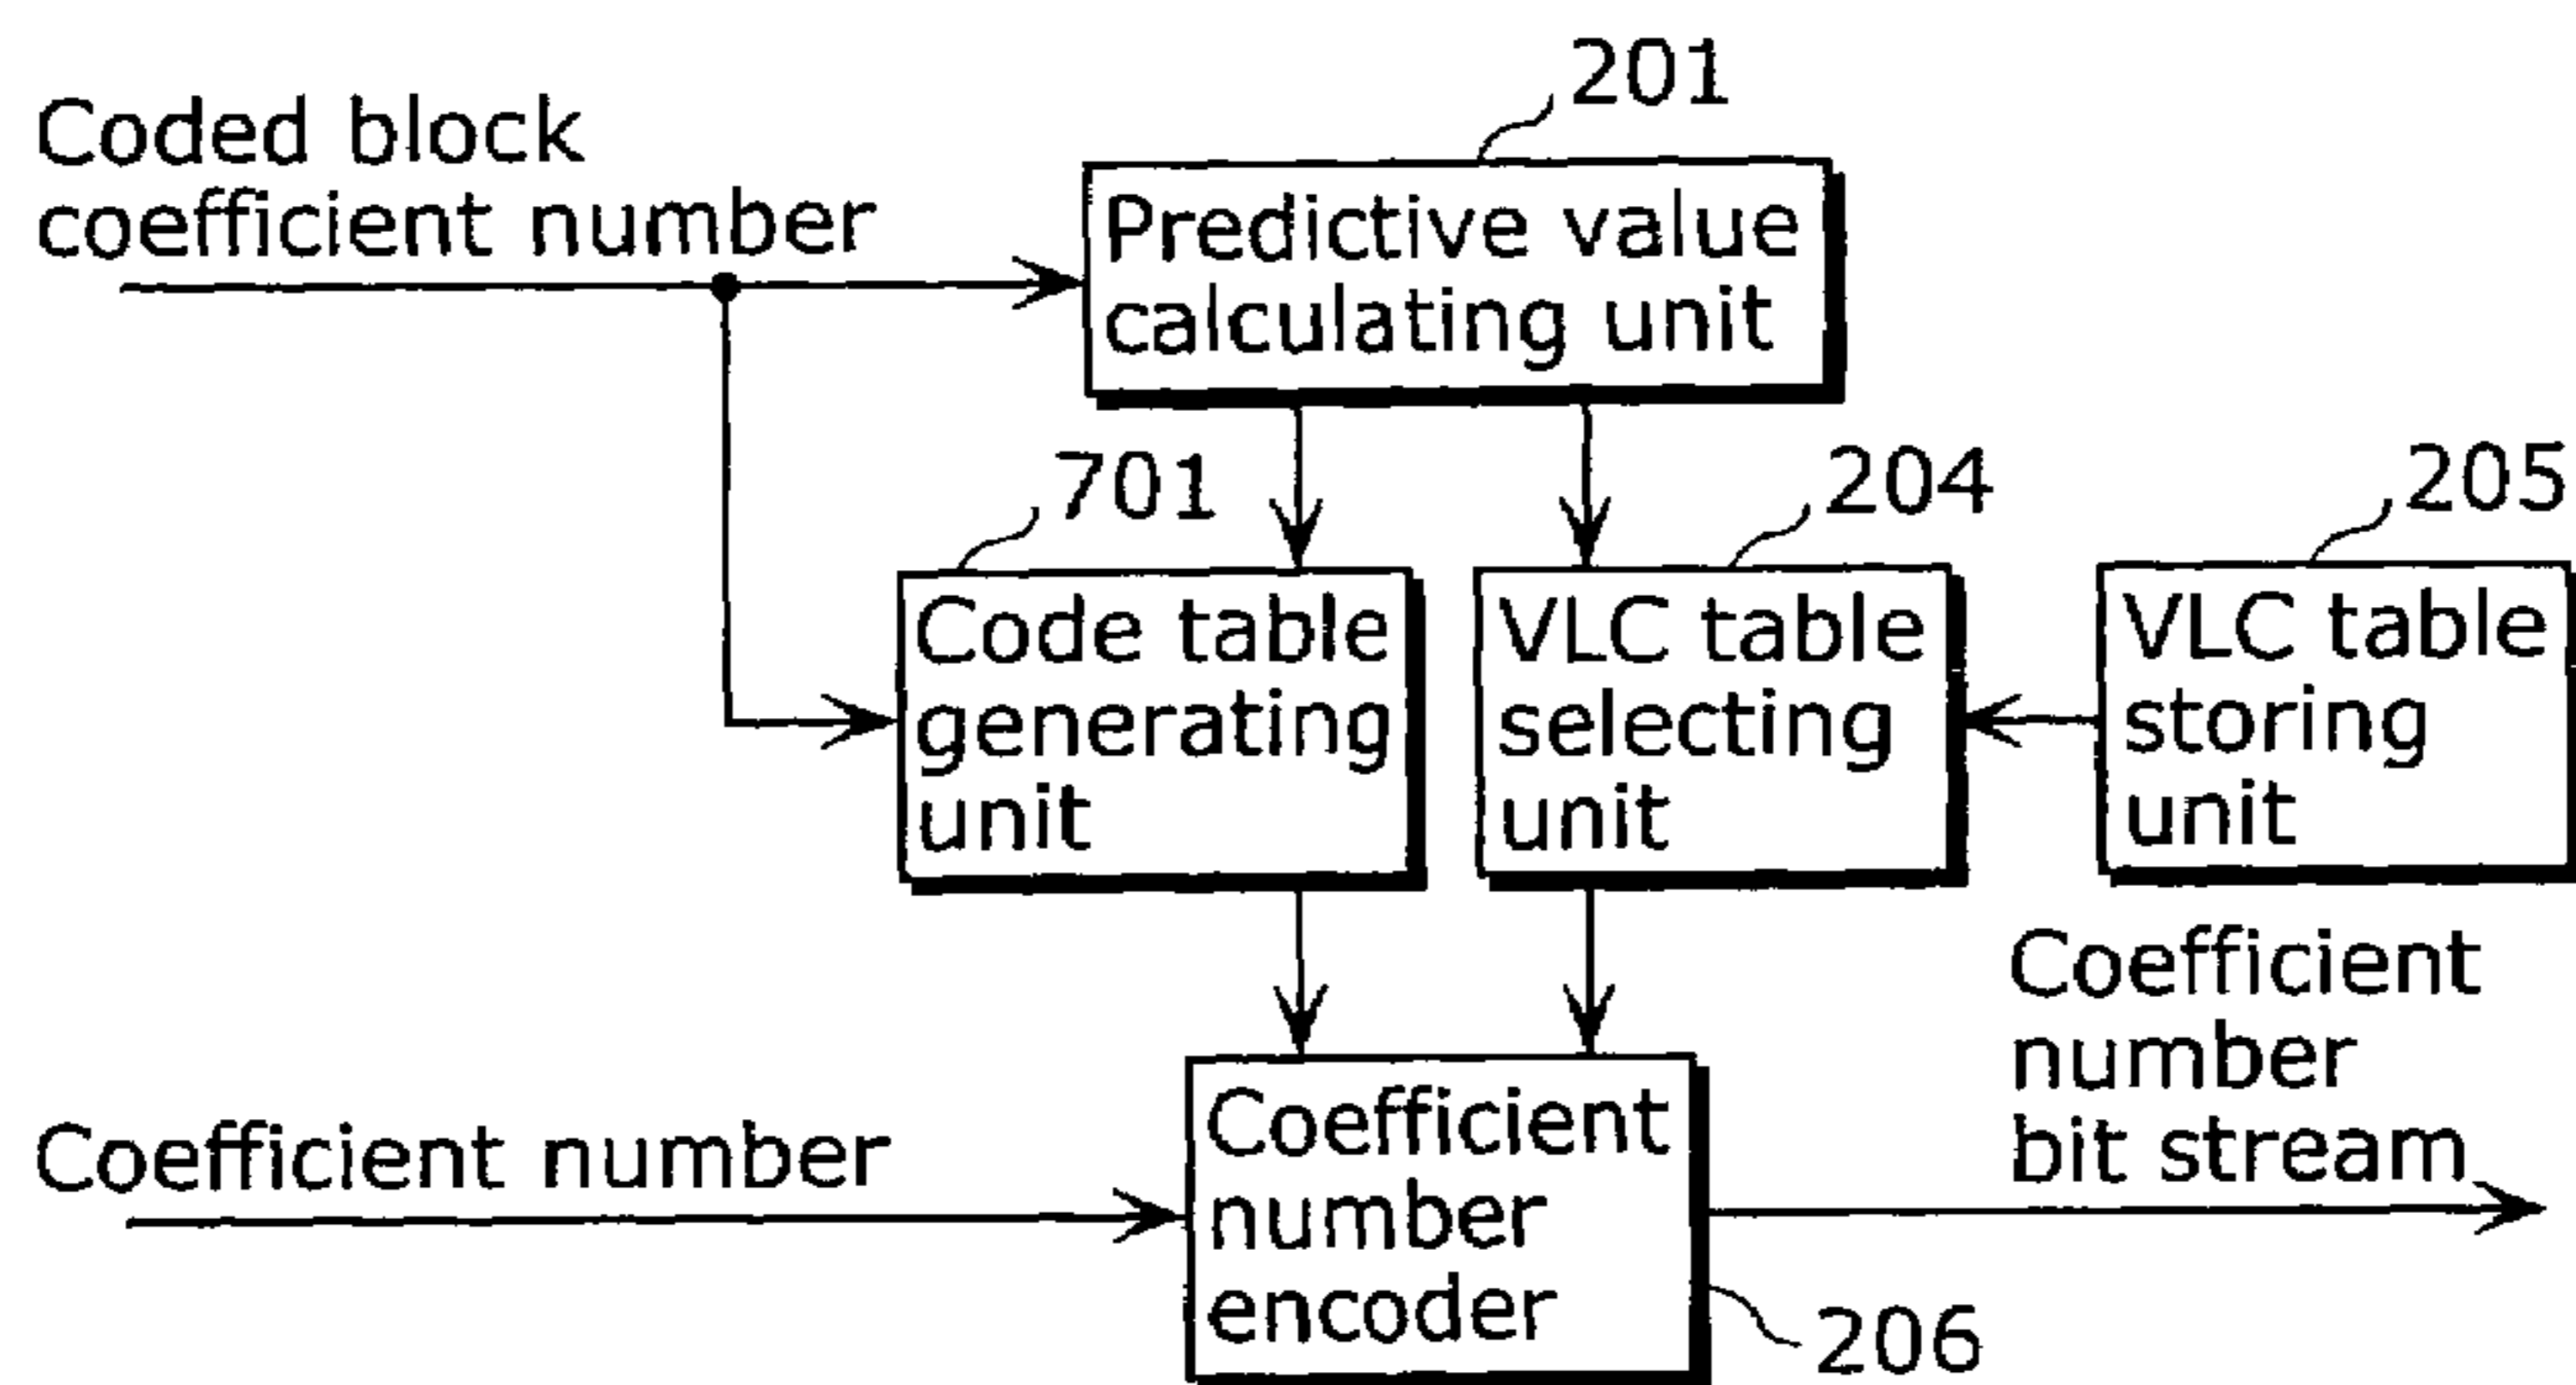 201
Coded block
coefficient number
Predictive value
calculating unit
701
204
205
Code table
generating
unit
VLC table
selecting
unit
VLC table
storing
unit
Coefficient
number
bit stream
Coefficient number
Coefficient
number
encoder
206